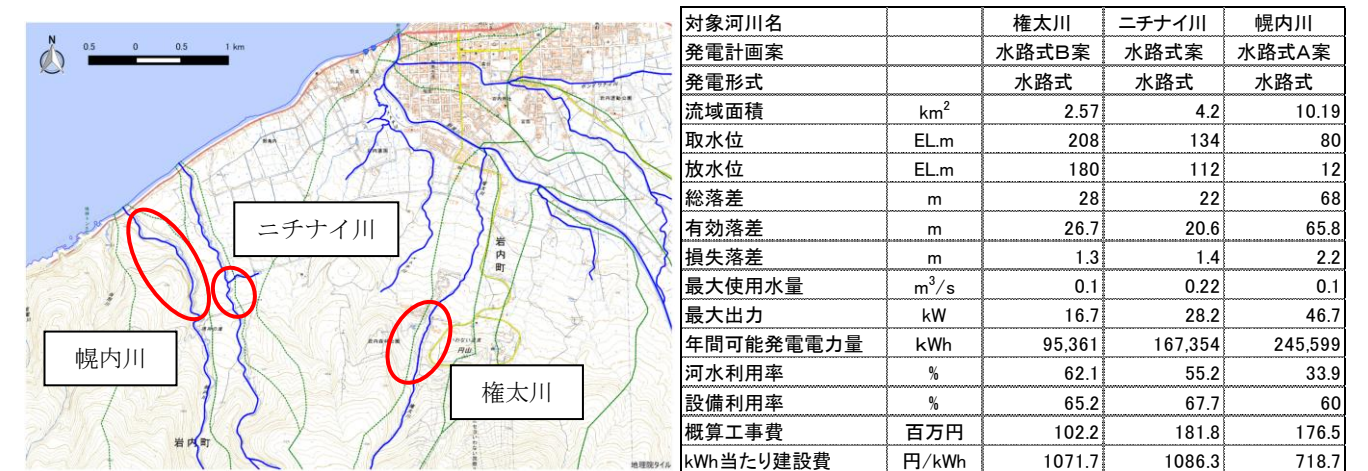 N
0.5 0 0.5 1 km
ニチナイ川
幌内川
権太川
岩内町
円山
岩内町
地理院タイル
対象河川名 権太川 ニチナイ川 幌内川
発電計画案 水路式B案 水路式案 水路式A案
発電形式 水路式 水路式 水路式
流域面積 km² 2.57 4.2 10.19
取水位 EL.m 208 134 80
放水位 EL.m 180 112 12
総落差 m 28 22 68
有効落差 m 26.7 20.6 65.8
損失落差 m 1.3 1.4 2.2
最大使用水量 m³/s 0.1 0.22 0.1
最大出力 kW 16.7 28.2 46.7
年間可能発電電力量 kWh 95,361 167,354 245,599
河水利用率 % 62.1 55.2 33.9
設備利用率 % 65.2 67.7 60
概算工事費 百万円 102.2 181.8 176.5
kWh当たり建設費 円/kWh 1071.7 1086.3 718.7